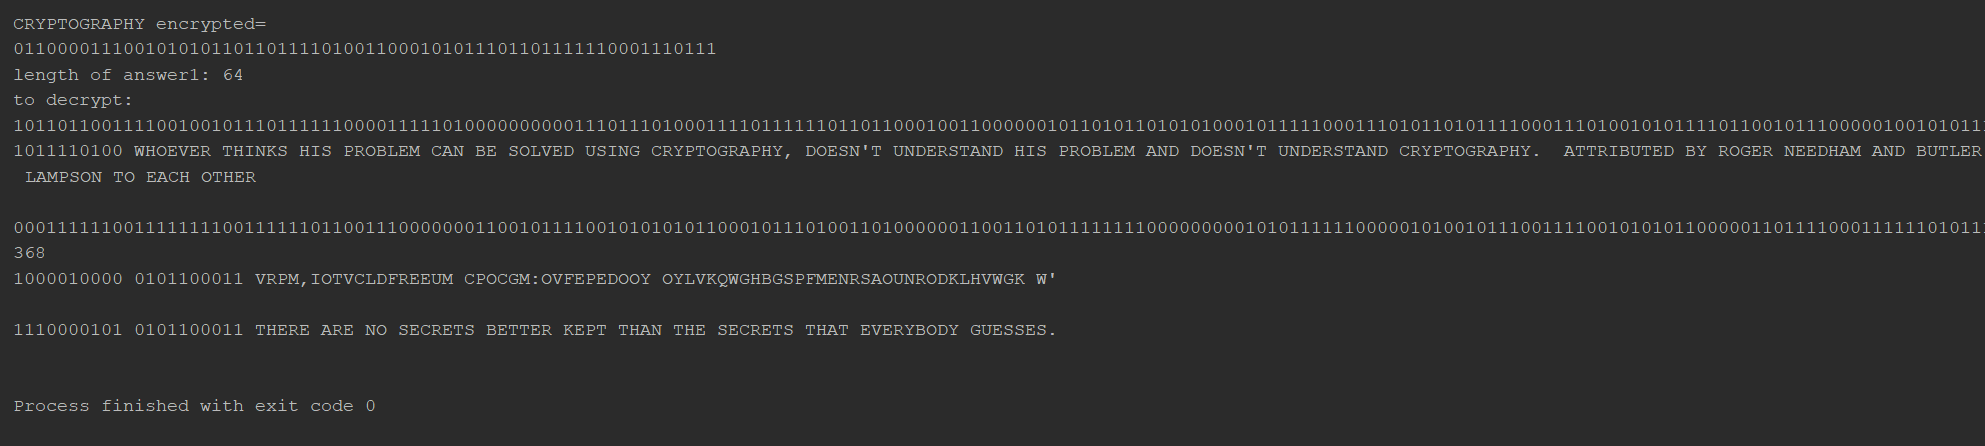 CRYPTOGRAPHY encrypted=
0110000111001010101101101111010011000101011101101111110001110111
length of answer1: 64
to decrypt:
1011110100 WHOEVER THINKS HIS PROBLEM CAN BE SOLVED USING CRYPTOGRAPHY, DOESN'T UNDERSTAND HIS PROBLEM AND DOESN'T UNDERSTAND CRYPTOGRAPHY.  ATTRIBUTED BY ROGER NEEDHAM AND BUTLER
LAMPSON TO EACH OTHER
368
1000010000 0101100011 VRPM,IOTVCLDFREEUM CPOCGM:OVFEPEDOOY OYLVKQWGHBGSPFMENRSAOUNRODKLHVWGK W'
1110000101 0101100011 THERE ARE NO SECRETS BETTER KEPT THAN THE SECRETS THAT EVERYBODY GUESSES.
Process finished with exit code 0